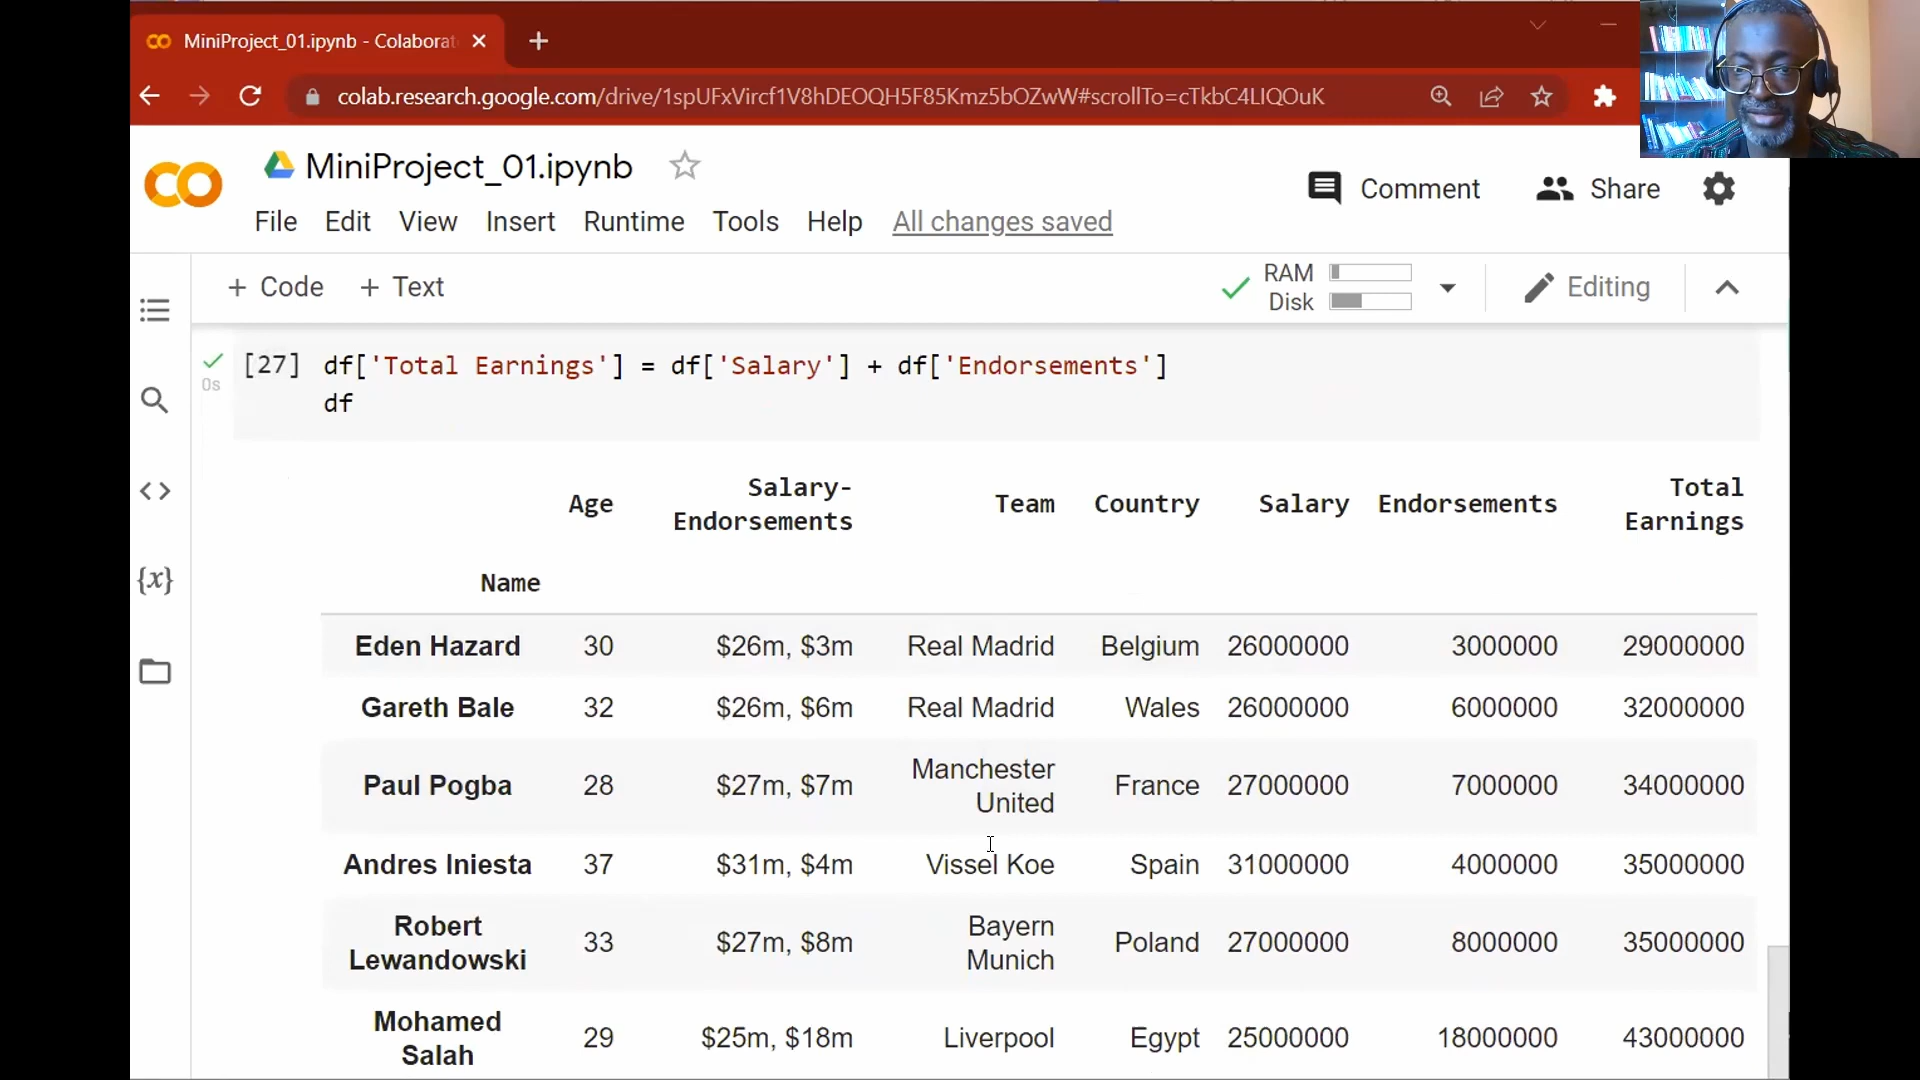 MiniProject_01.ipynb - Colaborat
colab.research.google.com/drive/1spUFxVircf1V8hDEOQH5F85Kmz5bOZwW#scrollTo=cTkbC4LIQOuK
MiniProject_01.ipynb
Comment Share
File Edit View Insert Runtime Tools Help All changes saved
+ Code + Text
RAM
Disk
Editing
[27] df['Total Earnings'] = df['Salary'] + df['Endorsements']
0s
df
Age Salary-Endorsements Team Country Salary Endorsements Total Earnings
Name
Eden Hazard 30 $26m, $3m Real Madrid Belgium 26000000 3000000 29000000
Gareth Bale 32 $26m, $6m Real Madrid Wales 26000000 6000000 32000000
Paul Pogba 28 $27m, $7m Manchester United France 27000000 7000000 34000000
Andres Iniesta 37 $31m, $4m Vissel Koe Spain 31000000 4000000 35000000
Robert Lewandowski 33 $27m, $8m Bayern Munich Poland 27000000 8000000 35000000
Mohamed Salah 29 $25m, $18m Liverpool Egypt 25000000 18000000 43000000